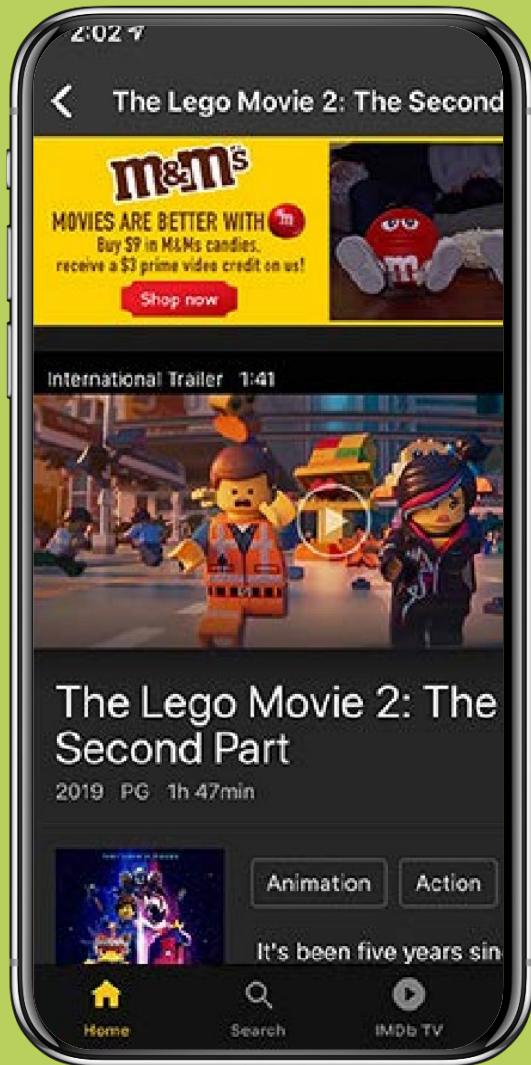 2:02
The Lego Movie 2: The Second
m&m's
MOVIES ARE BETTER WITH m
Buy $9 in M&Ms candies,
receive a $3 prime video credit on us!
Shop now
m
International Trailer 1:41
The Lego Movie 2: The
Second Part
2019 PG 1h 47min
Animation Action
It's been five years sin
Home Search IMDb TV